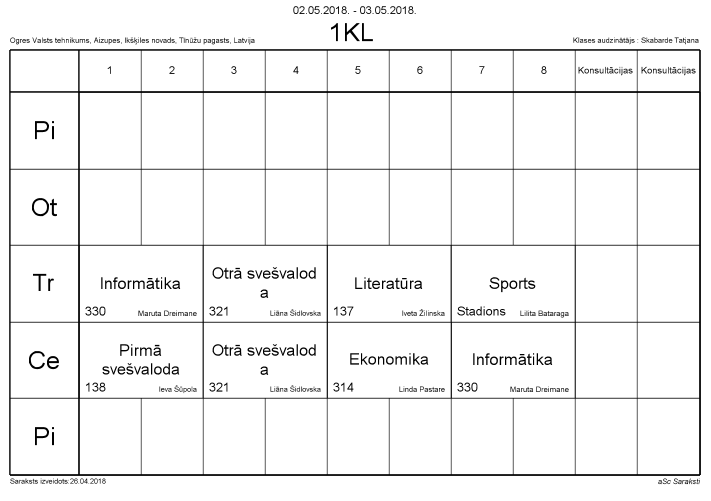 02.05.2018. - 03.05.2018.
1KL
Ogres Valsts tehnikums, Aizupes, Ikšķiles novads, Tīnūžu pagasts, Latvija
Klases audzinātājs : Skabarde Tatjana
1 2 3 4 5 6 7 8 Konsultācijas Konsultācijas
Pi
Ot
Tr
Informātika
330 Maruta Dreimane
Otrā svešvalod
a
321 Liāna Šidlovska
Literatūra
137 Iveta Žilinska
Sports
Stadions Lilita Bataraga
Ce
Pirmā
svešvaloda
138 Ieva Šūpola
Otrā svešvalod
a
321 Liāna Šidlovska
Ekonomika
314 Linda Pastare
Informātika
330 Maruta Dreimane
Pi
Saraksts izveidots:26.04.2018
aSc Saraksti